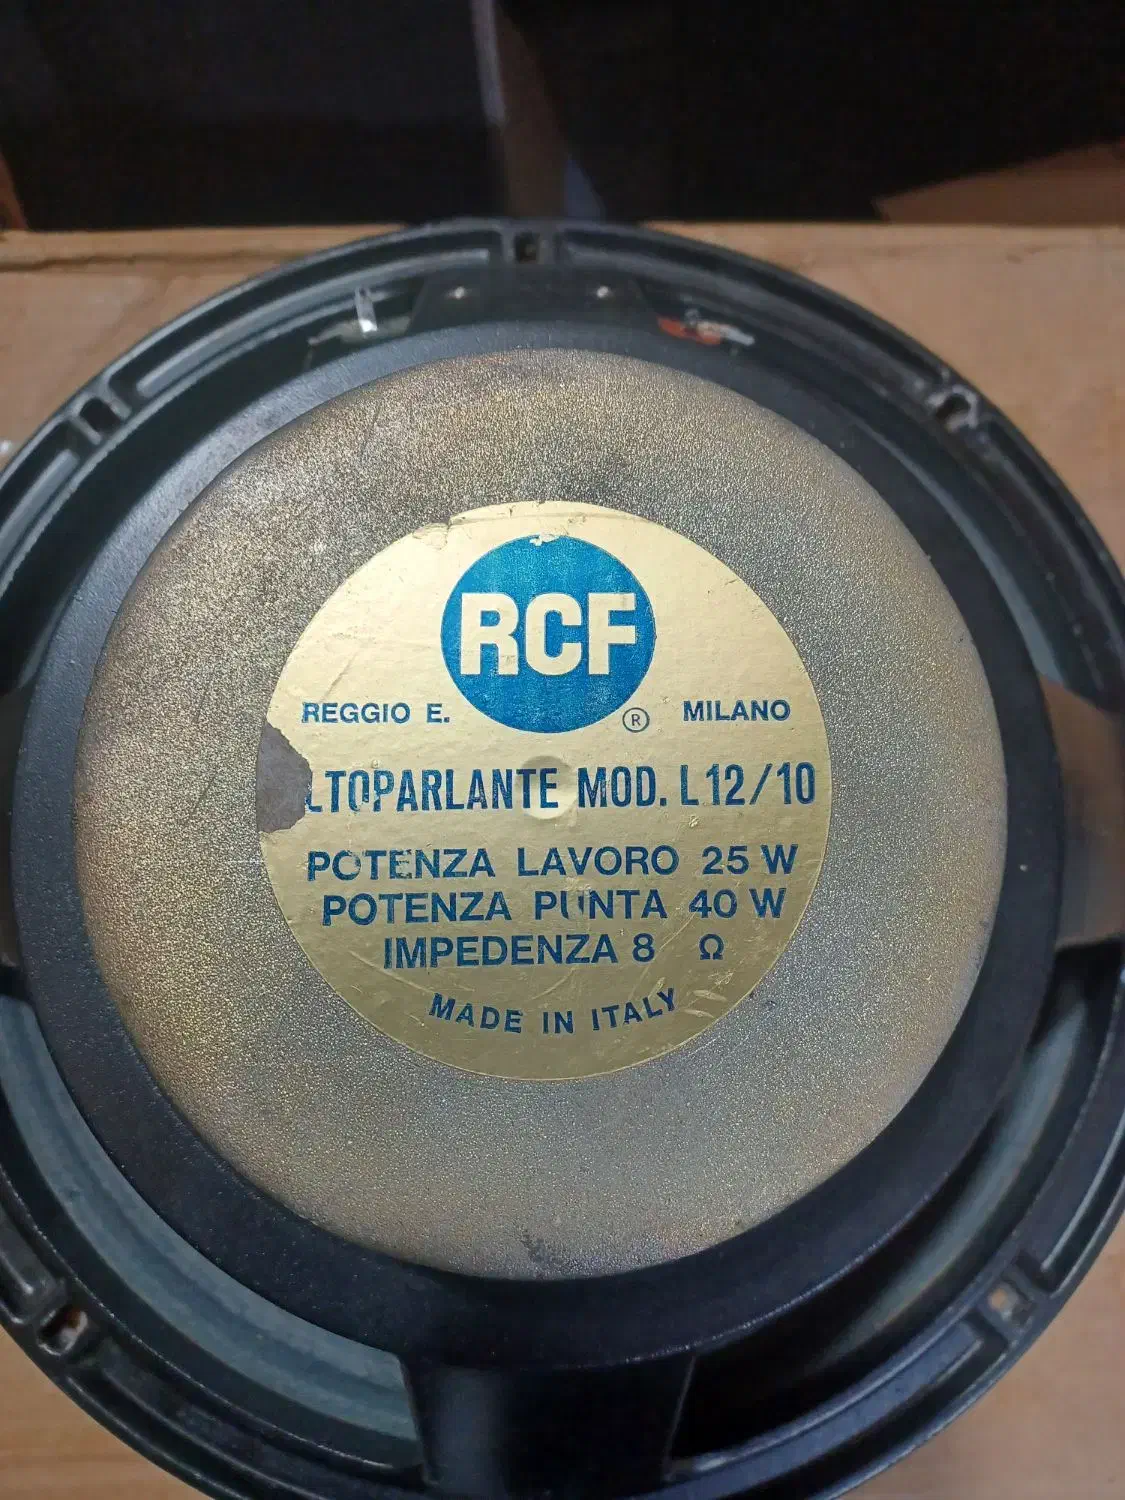 RCF
REGGIO E. ® MILANO
LTOPARLANTE MOD. L12/10
POTENZA LAVORO 25 W
POTENZA PUNTA 40 W
IMPEDENZA 8 Ω
MADE IN ITALY